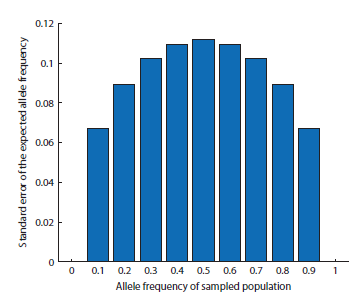 0.12
0.1
0.08
0.06
0.04
0.02
0
Standard error of the expected allele frequency
0 0.1 0.2 0.3 0.4 0.5 0.6 0.7 0.8 0.9 1
Allele frequency of sampled population